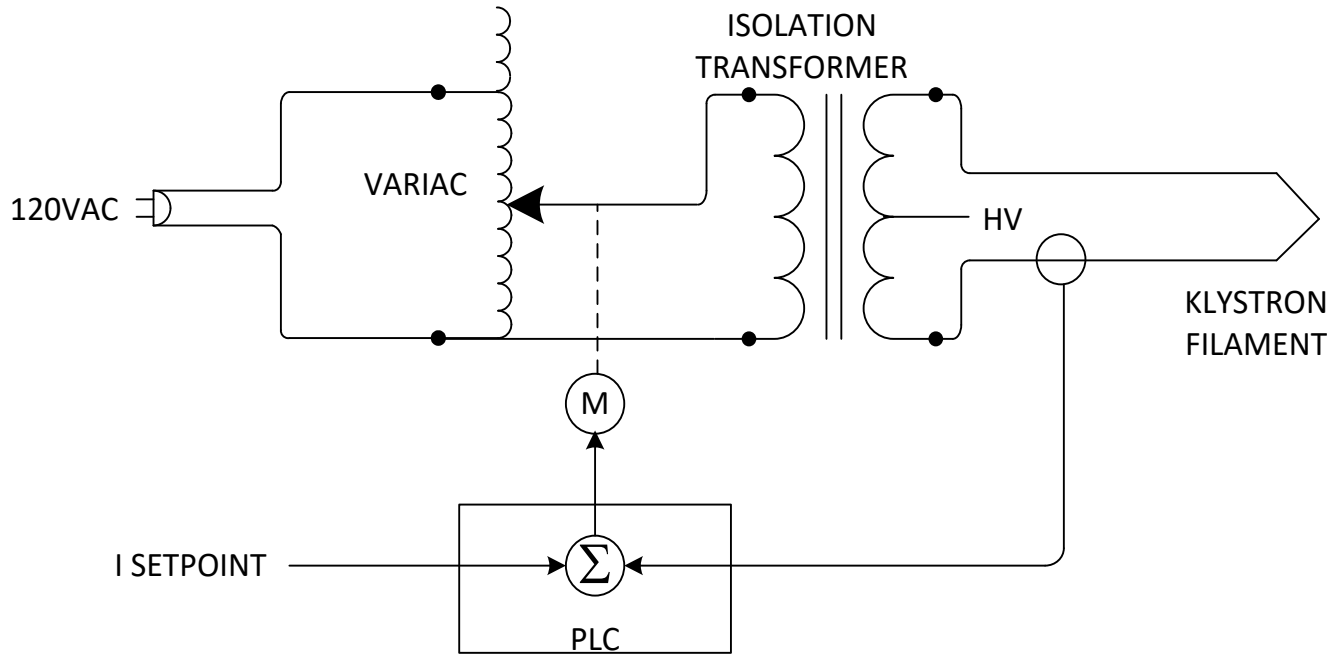 ISOLATION
TRANSFORMER
VARIAC
120VAC
HV
KLYSTRON
FILAMENT
M
I SETPOINT
Σ
PLC